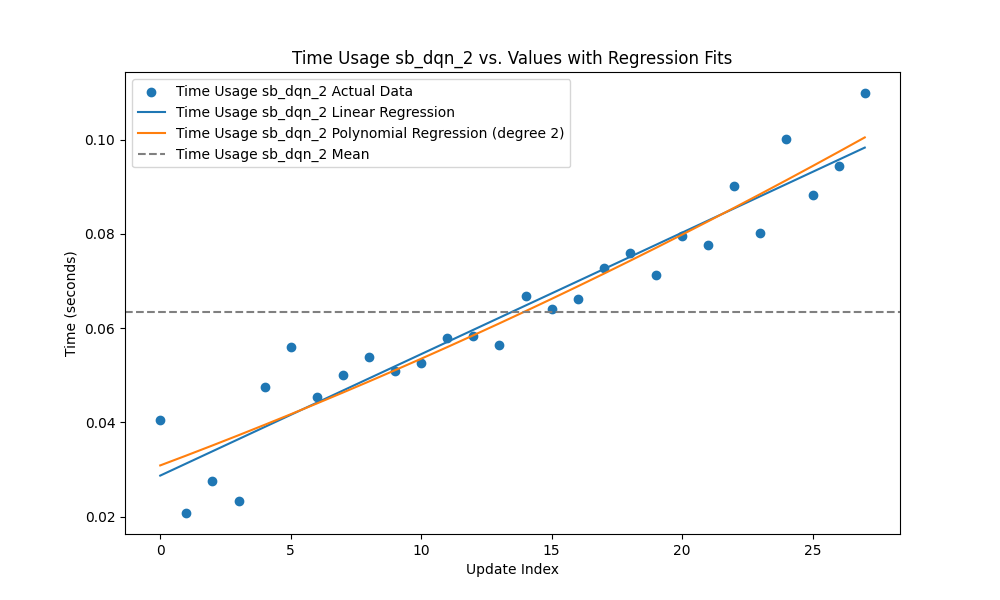 Time Usage sb_dqn_2 vs. Values with Regression Fits
Time Usage sb_dqn_2 Actual Data
Time Usage sb_dqn_2 Linear Regression
Time Usage sb_dqn_2 Polynomial Regression (degree 2)
Time Usage sb_dqn_2 Mean
Time (seconds)
0.10
0.08
0.06
0.04
0.02
0 5 10 15 20 25
Update Index